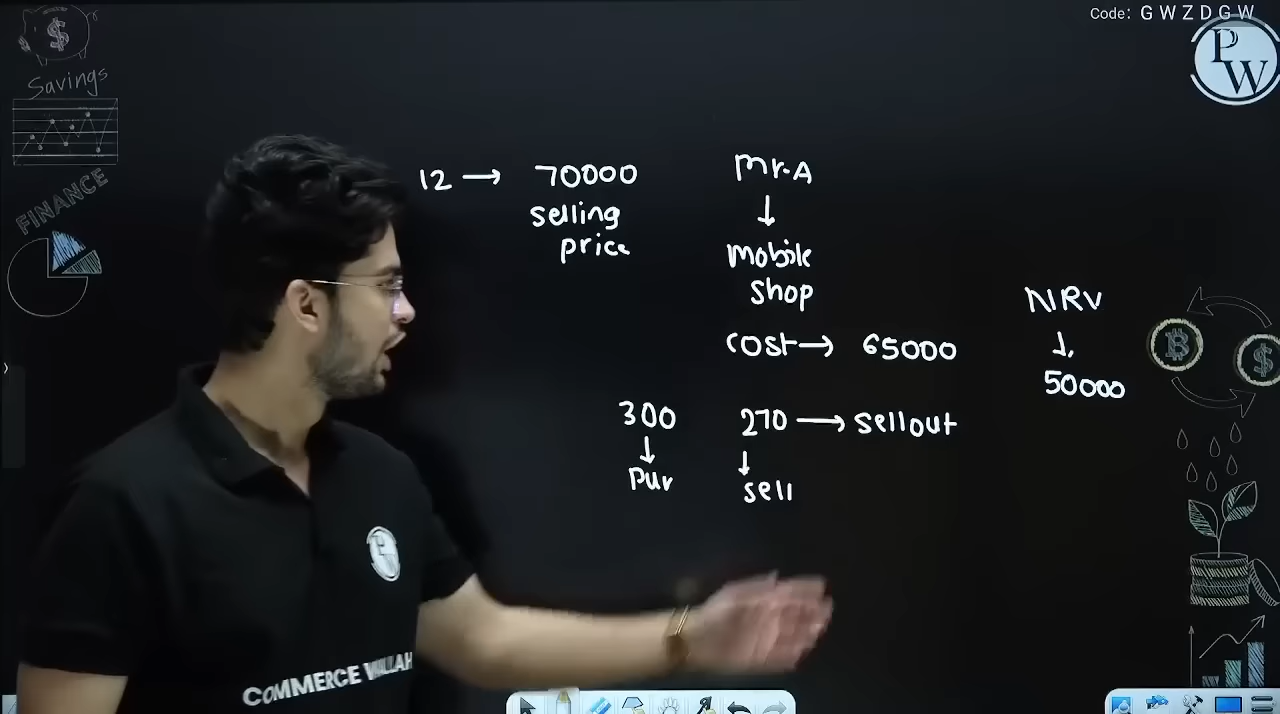 Code: G W Z D G W
PW
Savings
FINANCE
12 → 70000
selling
price
Mr.A
↓
Mobile
Shop
cost → 65000
NRV
↓
50000
300
↓
Pur
270 → sellout
↓
sell
COMMERCE WALLAH